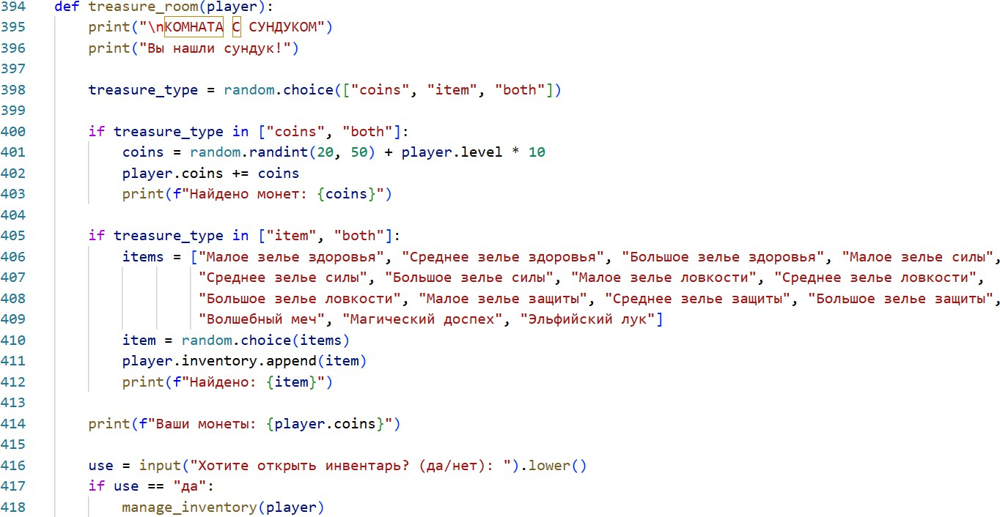 394 def treasure_room(player):
395 print("\nКОМНАТА С СУНДУКОМ")
396 print("Вы нашли сундук!")
397
398 treasure_type = random.choice(["coins", "item", "both"])
399
400 if treasure_type in ["coins", "both"]:
401 coins = random.randint(20, 50) + player.level * 10
402 player.coins += coins
403 print(f"Найдено монет: {coins}")
404
405 if treasure_type in ["item", "both"]:
406 items = ["Малое зелье здоровья", "Среднее зелье здоровья", "Большое зелье здоровья", "Малое зелье силы",
407 "Среднее зелье силы", "Большое зелье силы", "Малое зелье ловкости", "Среднее зелье ловкости",
408 "Большое зелье ловкости", "Малое зелье защиты", "Среднее зелье защиты", "Большое зелье защиты",
409 "Волшебный меч", "Магический доспех", "Эльфийский лук"]
410 item = random.choice(items)
411 player.inventory.append(item)
412 print(f"Найдено: {item}")
413
414 print(f"Ваши монеты: {player.coins}")
415
416 use = input("Хотите открыть инвентарь? (да/нет): ").lower()
417 if use == "да":
418 manage_inventory(player)